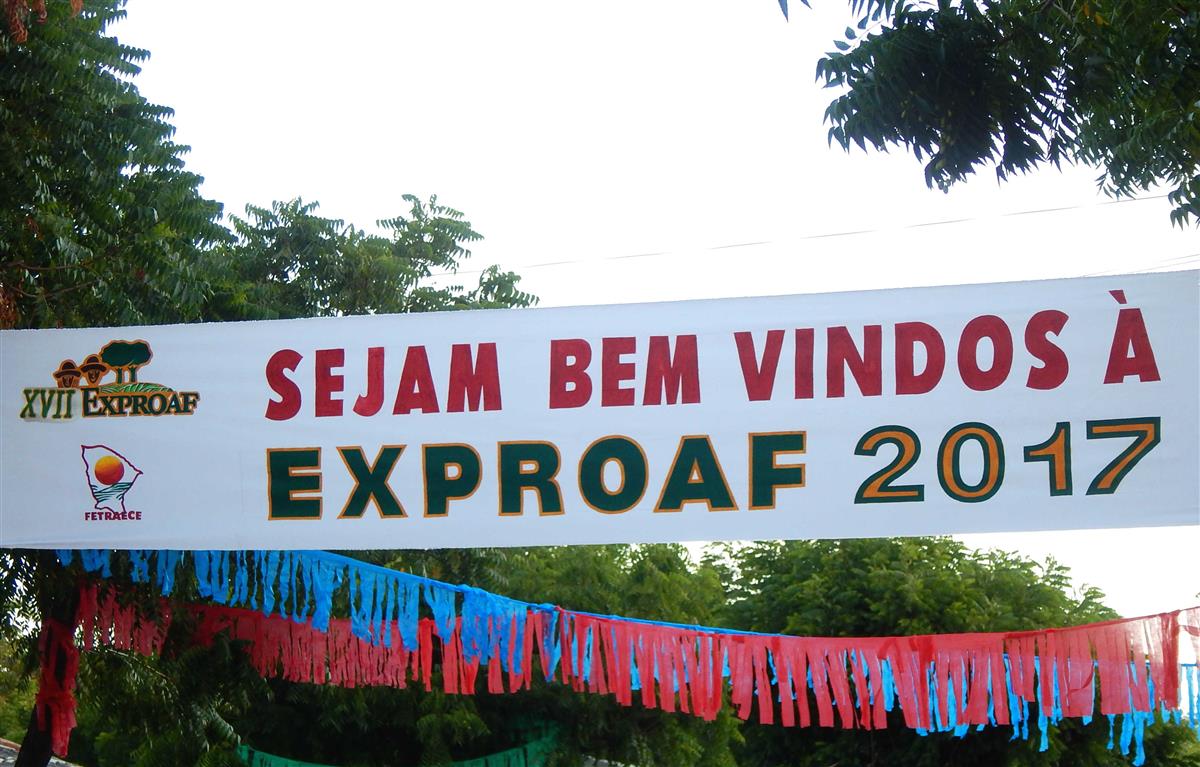 XVII EXPROAF
FETRAECE
SEJAM BEM VINDOS À
EXPROAF 2017